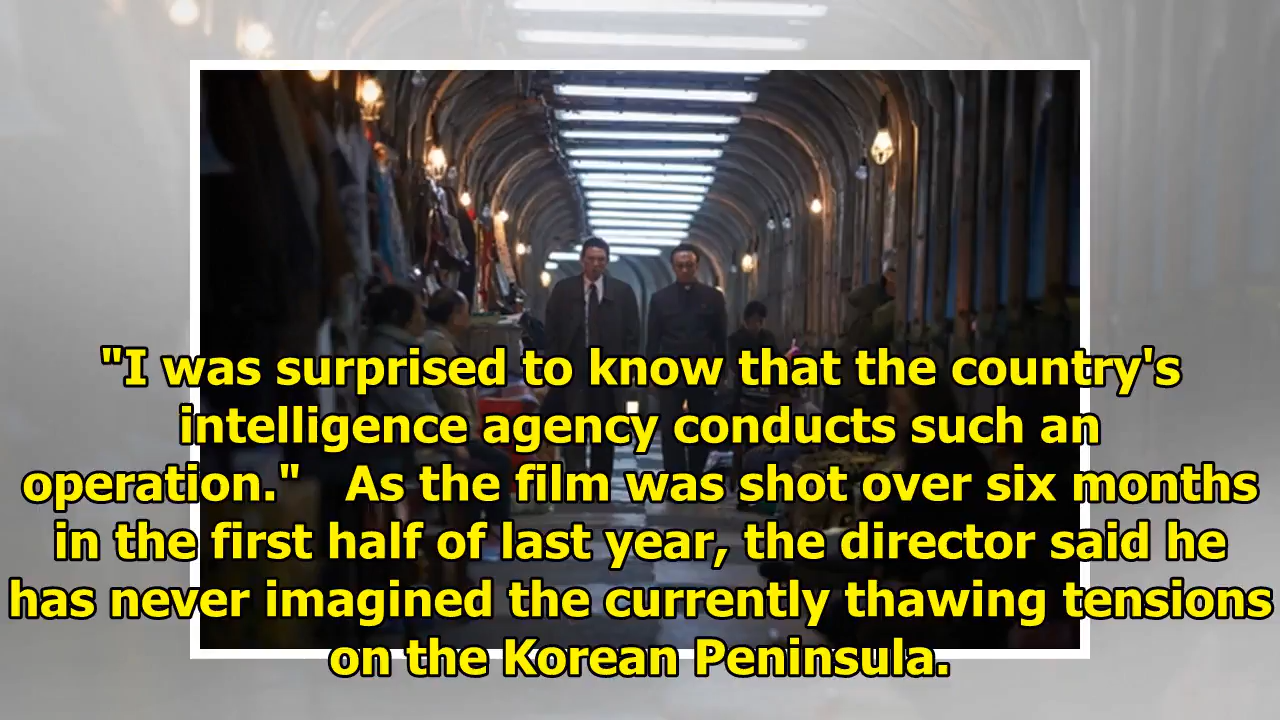 "I was surprised to know that the country's
intelligence agency conducts such an
operation."   As the film was shot over six months
in the first half of last year, the director said he
has never imagined the currently thawing tensions
on the Korean Peninsula.